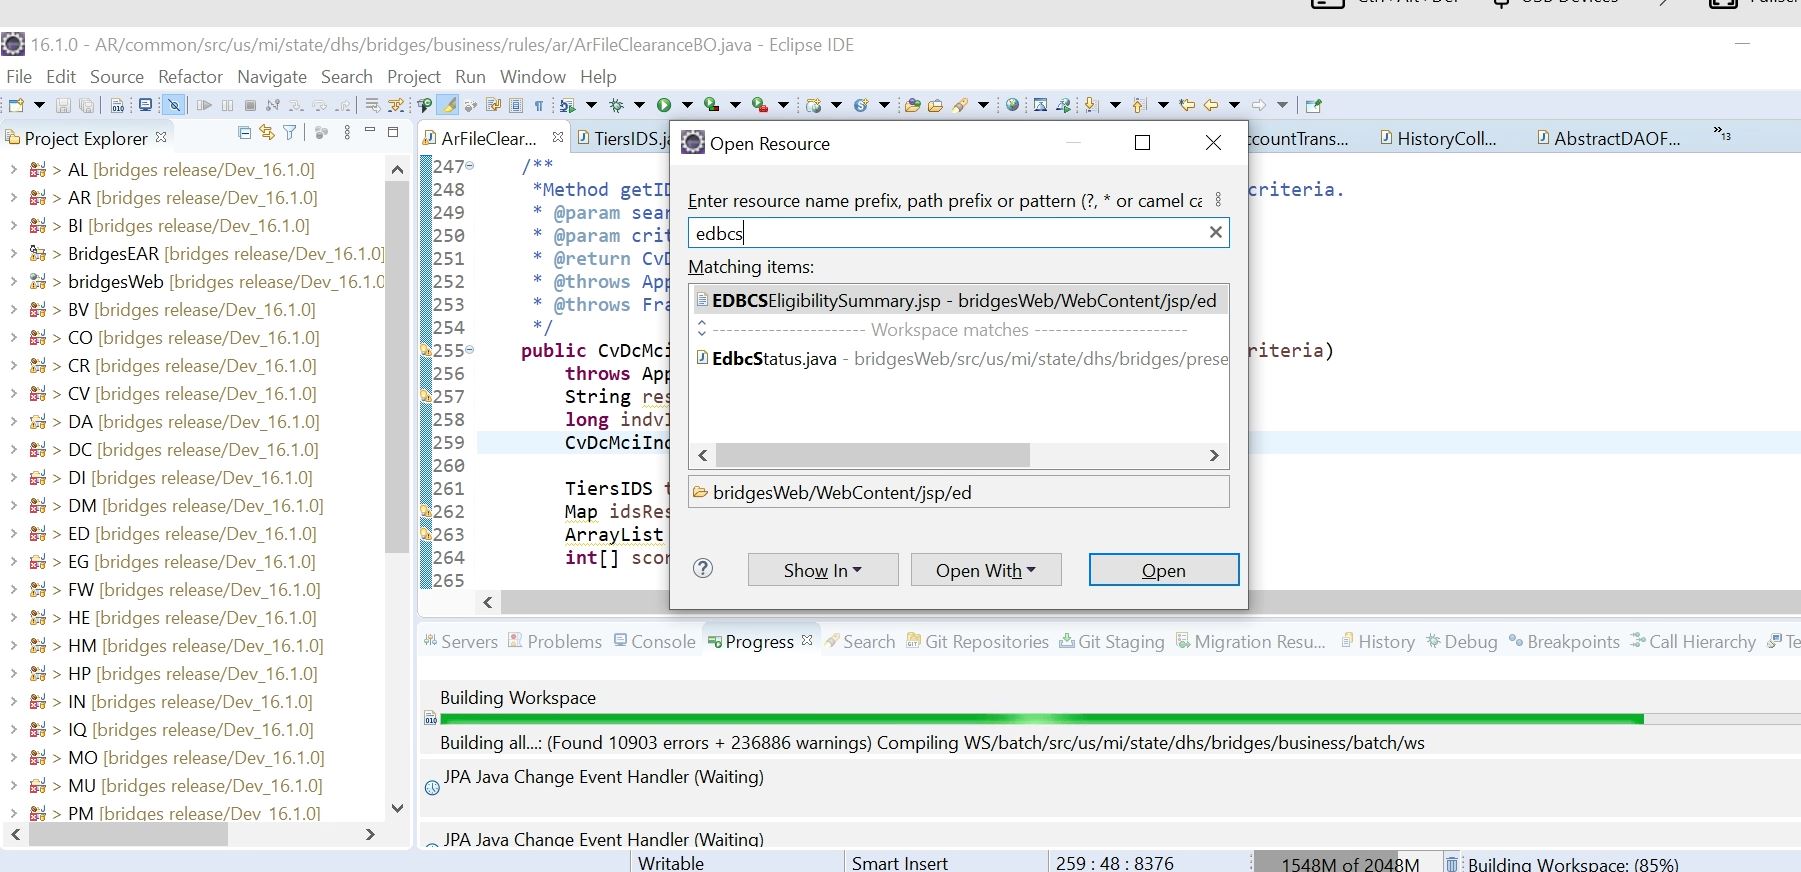 16.1.0 - AR/common/src/us/mi/state/dhs/bridges/business/rules/ar/ArFileClearanceBO.java - Eclipse IDE
File Edit Source Refactor Navigate Search Project Run Window Help
Project Explorer
AL [bridges release/Dev_16.1.0]
AR [bridges release/Dev_16.1.0]
BI [bridges release/Dev_16.1.0]
BridgesEAR [bridges release/Dev_16.1.0]
bridgesWeb [bridges release/Dev_16.1.0
BV [bridges release/Dev_16.1.0]
CO [bridges release/Dev_16.1.0]
CR [bridges release/Dev_16.1.0]
CV [bridges release/Dev_16.1.0]
DA [bridges release/Dev_16.1.0]
DC [bridges release/Dev_16.1.0]
DI [bridges release/Dev_16.1.0]
DM [bridges release/Dev_16.1.0]
ED [bridges release/Dev_16.1.0]
EG [bridges release/Dev_16.1.0]
FW [bridges release/Dev_16.1.0]
HE [bridges release/Dev_16.1.0]
HM [bridges release/Dev_16.1.0]
HP [bridges release/Dev_16.1.0]
IN [bridges release/Dev_16.1.0]
IQ [bridges release/Dev_16.1.0]
MO [bridges release/Dev_16.1.0]
MU [bridges release/Dev_16.1.0]
PM [bridges release/Dev_16.1.0]
ArFileClear... TiersIDS.ja ccountTrans... HistoryColl... AbstractDAOF... »13
247 /**
248 *Method getID criteria.
249 * @param sear
250 * @param crit
251 * @return CvD
252 * @throws App
253 * @throws Fra
254 */
255 public CvDcMci riteria)
256 throws App
257 String res
258 long indvI
259 CvDcMciInd
260
261 TiersIDS t
262 Map idsRes
263 ArrayList
264 int[] scor
265
Open Resource
Enter resource name prefix, path prefix or pattern (?, * or camel ca
edbcs
Matching items:
EDBCSEligibilitySummary.jsp - bridgesWeb/WebContent/jsp/ed
Workspace matches
EdbcStatus.java - bridgesWeb/src/us/mi/state/dhs/bridges/prese
bridgesWeb/WebContent/jsp/ed
Show In Open With Open
Servers Problems Console Progress Search Git Repositories Git Staging Migration Resu... History Debug Breakpoints Call Hierarchy Te
Building Workspace
Building all...: (Found 10903 errors + 236886 warnings) Compiling WS/batch/src/us/mi/state/dhs/bridges/business/batch/ws
JPA Java Change Event Handler (Waiting)
JPA Java Change Event Handler (Waiting)
Writable Smart Insert 259 : 48 : 8376 1548M of 2048M Building Workspace: (85%)